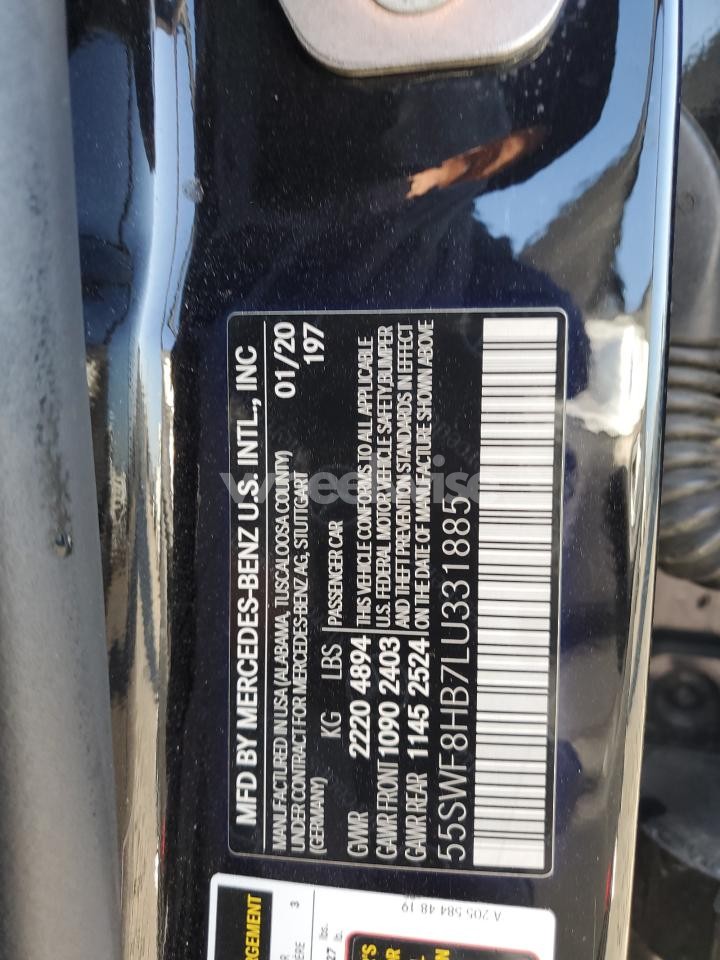 MFD BY MERCEDES-BENZ U.S. INTL., INC
MANUFACTURED IN USA (ALABAMA, TUSCALOOSA COUNTY)
UNDER CONTRACT FOR MERCEDES-BENZ AG, STUTTGART
(GERMANY)
01/20
197
KG LBS
GVWR 2220 4894
GAWR FRONT 1090 2403
GAWR REAR 1145 2524
PASSENGER CAR
THIS VEHICLE CONFORMS TO ALL APPLICABLE
U.S. FEDERAL MOTOR VEHICLE SAFETY, BUMPER
AND THEFT PREVENTION STANDARDS IN EFFECT
ON THE DATE OF MANUFACTURE SHOWN ABOVE
55SWF8HB7LU331885
A 205 584 48 19
3
lbs.